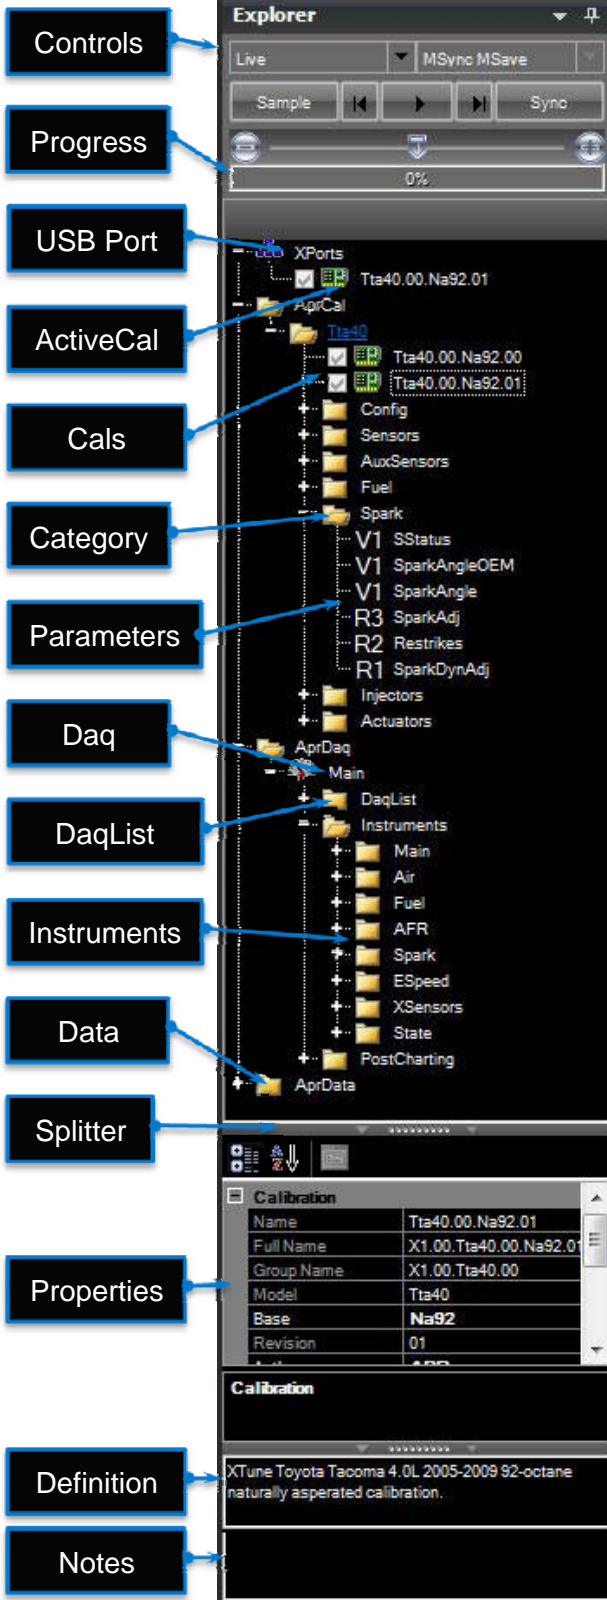 Explorer
Controls
Live
MSync MSave
Sample
Sync
Progress
0%
USB Port
XPorts
Tta40.00.Na92.01
ActiveCal
AprCal
Tta40
Tta40.00.Na92.00
Tta40.00.Na92.01
Cals
Config
Sensors
AuxSensors
Fuel
Category
Spark
V1 SStatus
V1 SparkAngleOEM
V1 SparkAngle
Parameters
R3 SparkAdj
R2 Restrikes
R1 SparkDynAdj
Injectors
Actuators
Daq
AprDaq
Main
DaqList
DaqList
Instruments
Main
Air
Fuel
Instruments
AFR
Spark
ESpeed
XSensors
State
Data
PostCharting
AprData
Splitter
Calibration
Name Tta40.00.Na92.01
Full Name X1.00.Tta40.00.Na92.01
Group Name X1.00.Tta40.00
Properties
Model Tta40
Base Na92
Revision 01
Calibration
Definition
XTune Toyota Tacoma 4.0L 2005-2009 92-octane
naturally asperated calibration.
Notes